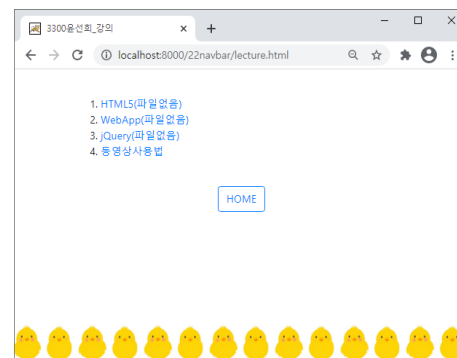 3300윤선희_강의
localhost:8000/22navbar/lecture.html
1. HTML5(파일없음)
2. WebApp(파일없음)
3. jQuery(파일없음)
4. 동영상사용법
HOME